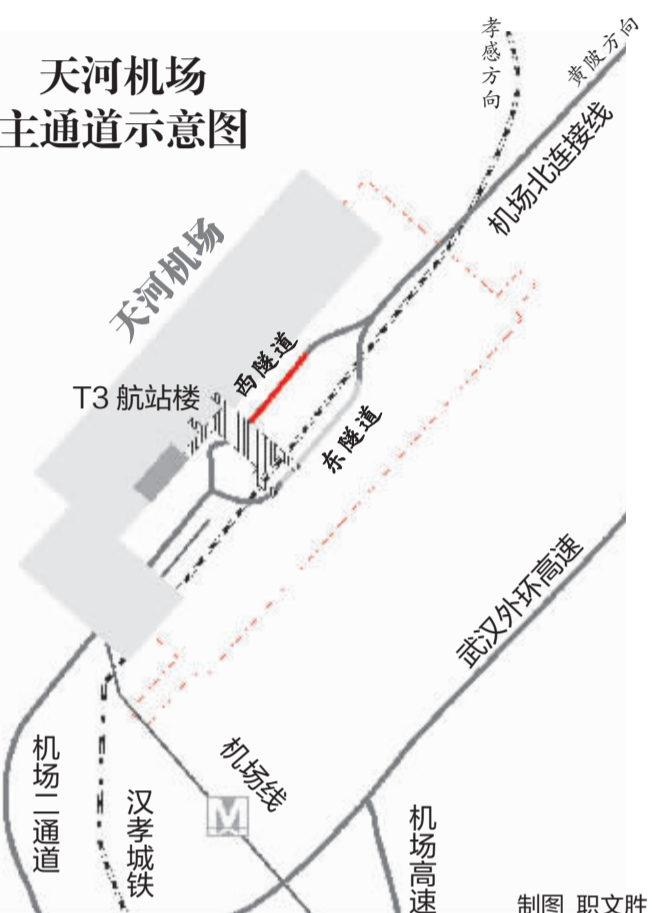 天河机场
主通道示意图
孝感方向
黄陂方向
机场北连接线
天河机场
西隧道
T3 航站楼
东隧道
武汉外环高速
机场二通道
汉孝城铁
机场线
M
机场高速
制图 职文胜